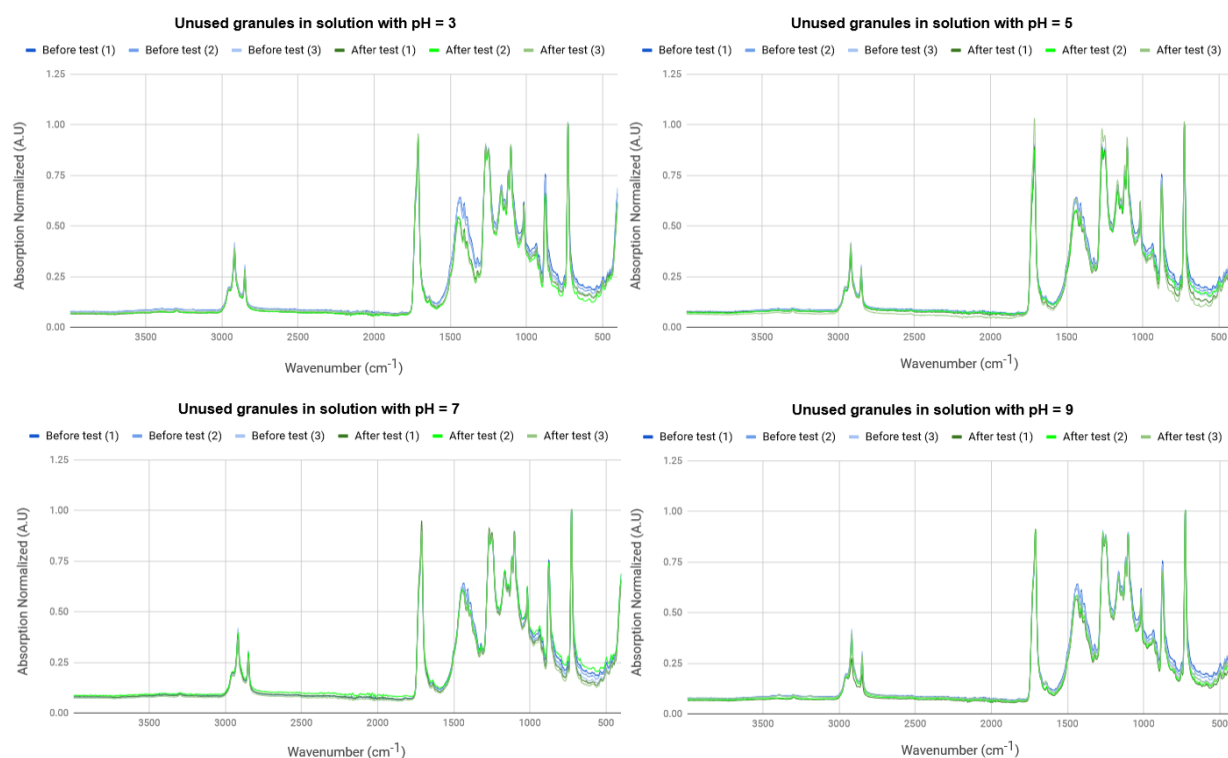 Unused granules in solution with pH = 3
Before test (1) Before test (2) Before test (3) After test (1) After test (2) After test (3)
1.25
1.00
0.75
0.50
0.25
0.00
Absorption Normalized (A.U)
3500 3000 2500 2000 1500 1000 500
Wavenumber (cm-1)
Unused granules in solution with pH = 5
Before test (1) Before test (2) Before test (3) After test (1) After test (2) After test (3)
1.25
1.00
0.75
0.50
0.25
0.00
Absorption Normalized (A.U)
3500 3000 2500 2000 1500 1000 500
Wavenumber (cm-1)
Unused granules in solution with pH = 7
Before test (1) Before test (2) Before test (3) After test (1) After test (2) After test (3)
1.25
1.00
0.75
0.50
0.25
0.00
Absorption Normalized (A.U)
3500 3000 2500 2000 1500 1000 500
Wavenumber (cm-1)
Unused granules in solution with pH = 9
Before test (1) Before test (2) Before test (3) After test (1) After test (2) After test (3)
1.25
1.00
0.75
0.50
0.25
0.00
Absorption Normalized (A.U)
3500 3000 2500 2000 1500 1000 500
Wavenumber (cm-1)